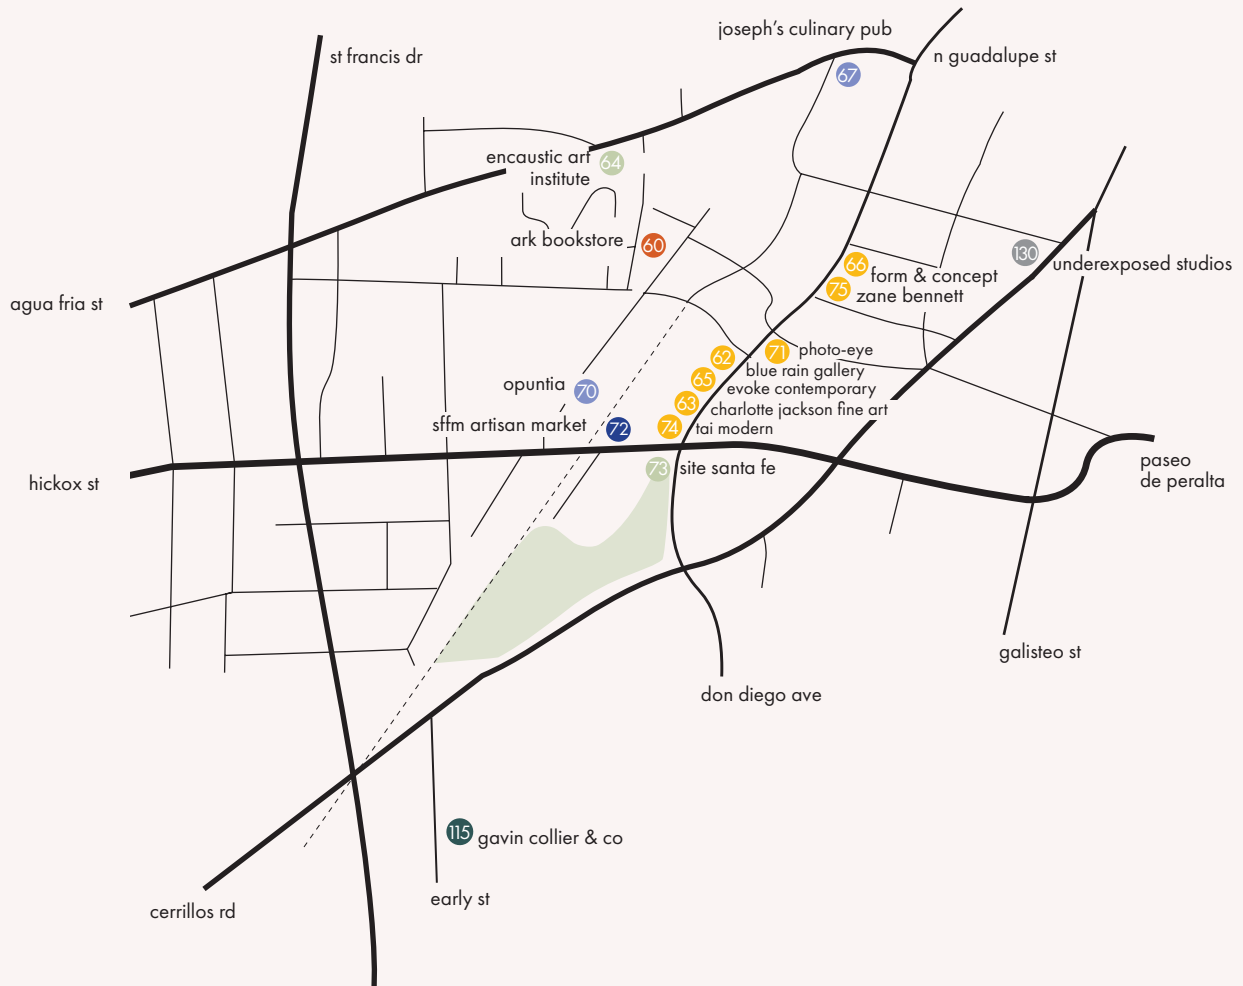 joseph's culinary pub
st francis dr
n guadalupe st
67
encaustic art
institute
64
ark bookstore
60
130
underexposed studios
66
form & concept
75
zane bennett
agua fria st
71
photo-eye
62
blue rain gallery
65
evoke contemporary
63
charlotte jackson fine art
74
tai modern
opuntia
70
sffm artisan market
72
73
site santa fe
hickox st
paseo
de peralta
galisteo st
don diego ave
115
gavin collier & co
early st
cerrillos rd